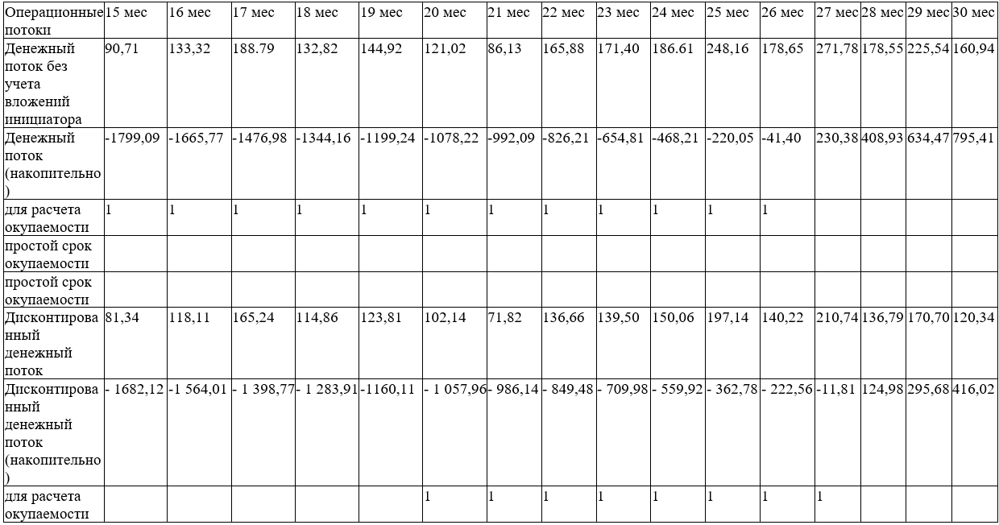 Операционные 15 мес 16 мес 17 мес 18 мес 19 мес 20 мес 21 мес 22 мес 23 мес 24 мес 25 мес 26 мес 27 мес 28 мес 29 мес 30 мес
потоки
Денежный 90,71 133,32 188.79 132,82 144,92 121,02 86,13 165,88 171,40 186.61 248,16 178,65 271,78 178,55 225,54 160,94
поток без
учета
вложений
инициатора
Денежный -1799,09 -1665,77 -1476,98 -1344,16 -1199,24 -1078,22 -992,09 -826,21 -654,81 -468,21 -220,05 -41,40 230,38 408,93 634,47 795,41
поток
(накопительно
)
для расчета 1 1 1 1 1 1 1 1 1 1 1 1
окупаемости
простой срок
окупаемости
простой срок
окупаемости
Дисконтирова 81,34 118,11 165,24 114,86 123,81 102,14 71,82 136,66 139,50 150,06 197,14 140,22 210,74 136,79 170,70 120,34
нный
денежный
поток
Дисконтирова - 1682,12 -1 564,01 - 1 398,77 - 1 283,91 -1160,11 - 1 057,96 - 986,14 - 849,48 - 709,98 - 559,92 - 362,78 - 222,56 -11,81 124,98 295,68 416,02
нный
денежный
поток
(накопительно
)
для расчета 1 1 1 1 1 1 1 1
окупаемости